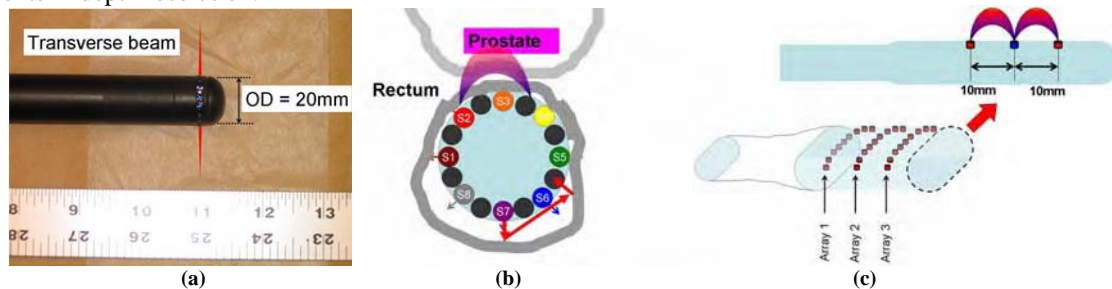 Transverse beam
OD = 20mm
8 9 10 11 12 13
28 27 26 25 24 23
(a)
Prostate
Rectum
S3
S2
S1
S5
S8
S6
S7
(b)
10mm 10mm
Array 1
Array 2
Array 3
(c)